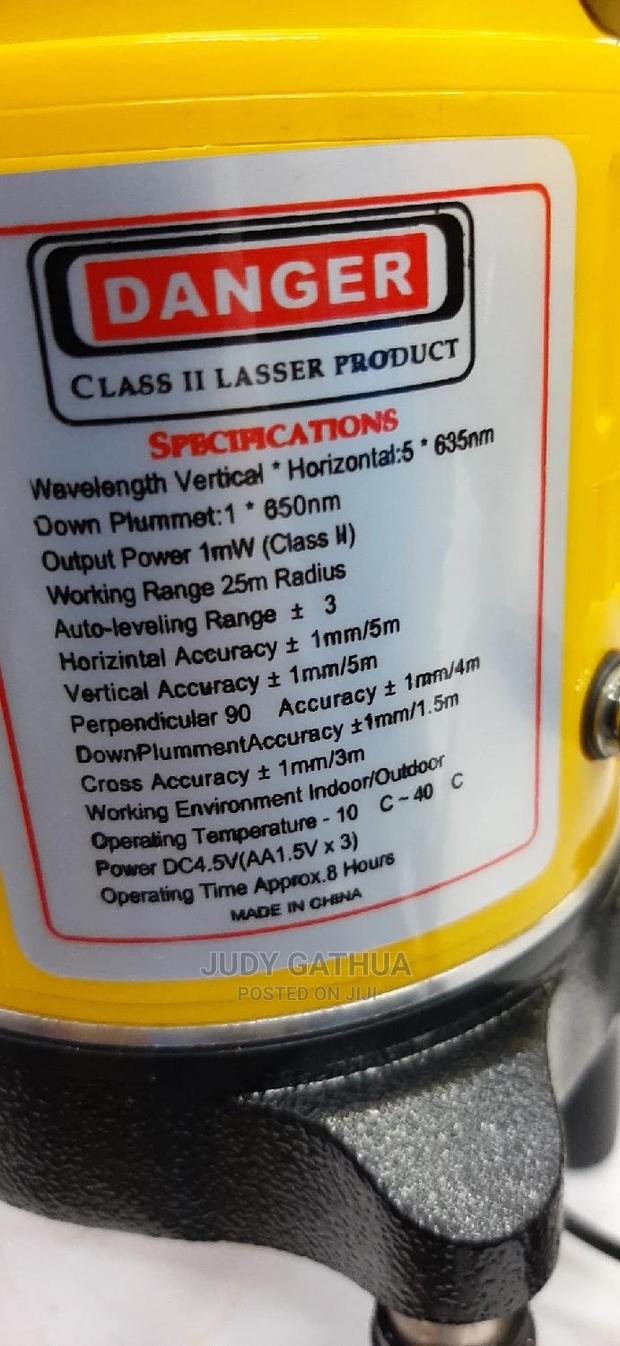 DANGER
CLASS II LASSER PRODUCT
SPECIFICATIONS
Wavelength Vertical * Horizontal:5 * 635nm
Down Plummet:1 * 650nm
Output Power 1mW (Class II)
Working Range 25m Radius
Auto-leveling Range ± 3
Horizintal Accuracy ± 1mm/5m
Vertical Accuracy ± 1mm/5m
Perpendicular 90 Accuracy ± 1mm/4m
DownPlummentAccuracy ±1mm/1.5m
Cross Accuracy ± 1mm/3m
Working Environment Indoor/Outdoor
Operating Temperature - 10 C ~ 40 C
Power DC4.5V(AA1.5V x 3)
Operating Time Approx.8 Hours
MADE IN CHINA
JUDY GATHUA
POSTED ON JIJI